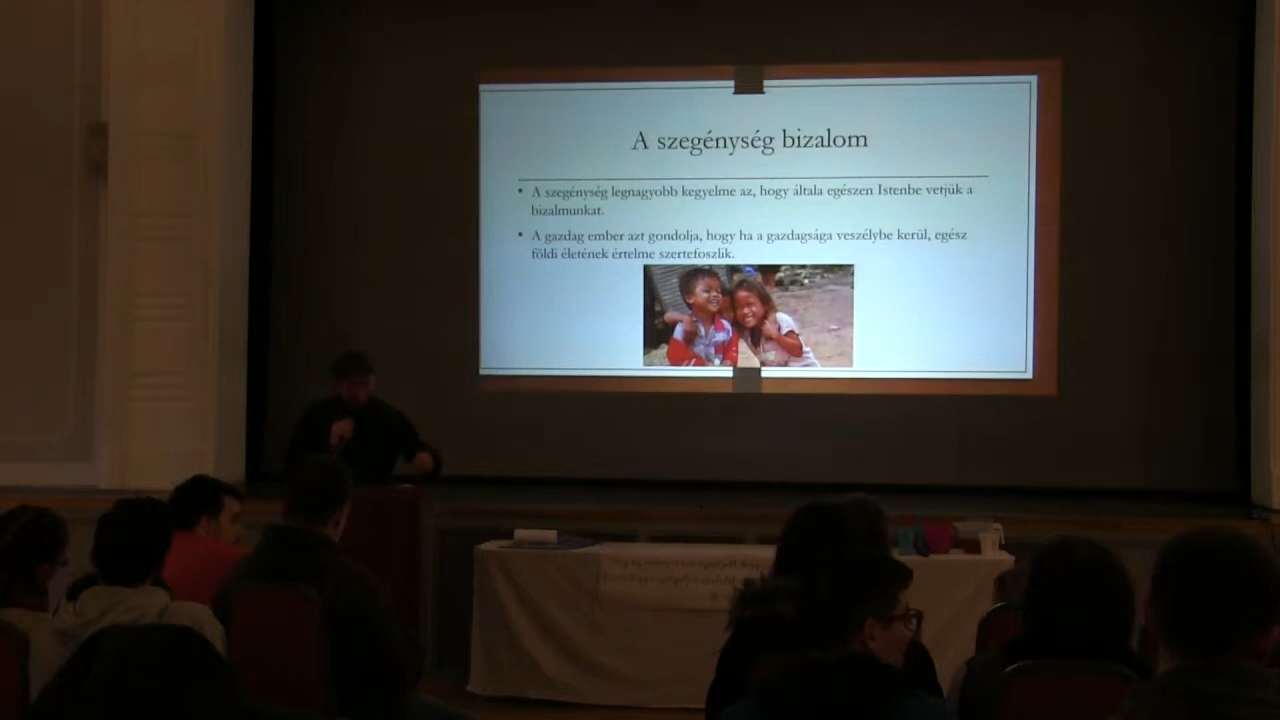 A szegénység bizalom
• A szegénység legnagyobb kegyelme az, hogy általa egészen Istenbe vetjük a
bizalmunkat.
• A gazdag ember azt gondolja, hogy ha a gazdagsága veszélybe kerül, egész
földi életének értelme szertefoszlik.